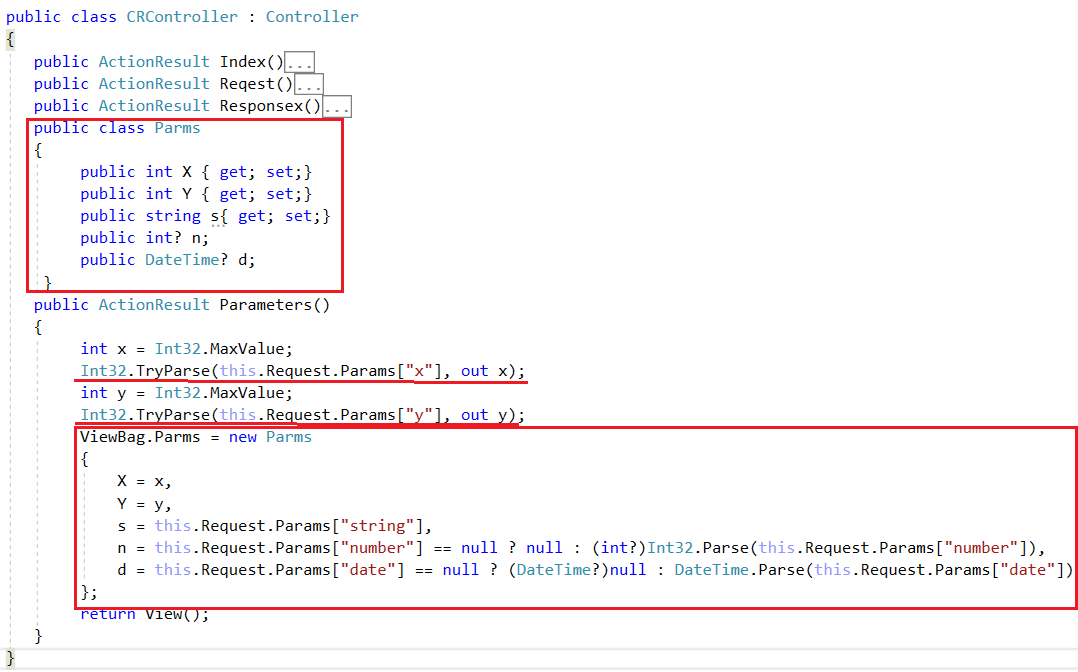 public class CRController : Controller
{
public ActionResult Index()...
public ActionResult Reqest()...
public ActionResult Responsex()...
public class Parms
{
public int X { get; set;}
public int Y { get; set;}
public string s{ get; set;}
public int? n;
public DateTime? d;
}
public ActionResult Parameters()
{
int x = Int32.MaxValue;
Int32.TryParse(this.Request.Params["x"], out x);
int y = Int32.MaxValue;
Int32.TryParse(this.Request.Params["y"], out y);
ViewBag.Parms = new Parms
{
X = x,
Y = y,
s = this.Request.Params["string"],
n = this.Request.Params["number"] == null ? null : (int?)Int32.Parse(this.Request.Params["number"]),
d = this.Request.Params["date"] == null ? (DateTime?)null : DateTime.Parse(this.Request.Params["date"])
};
return View();
}
}